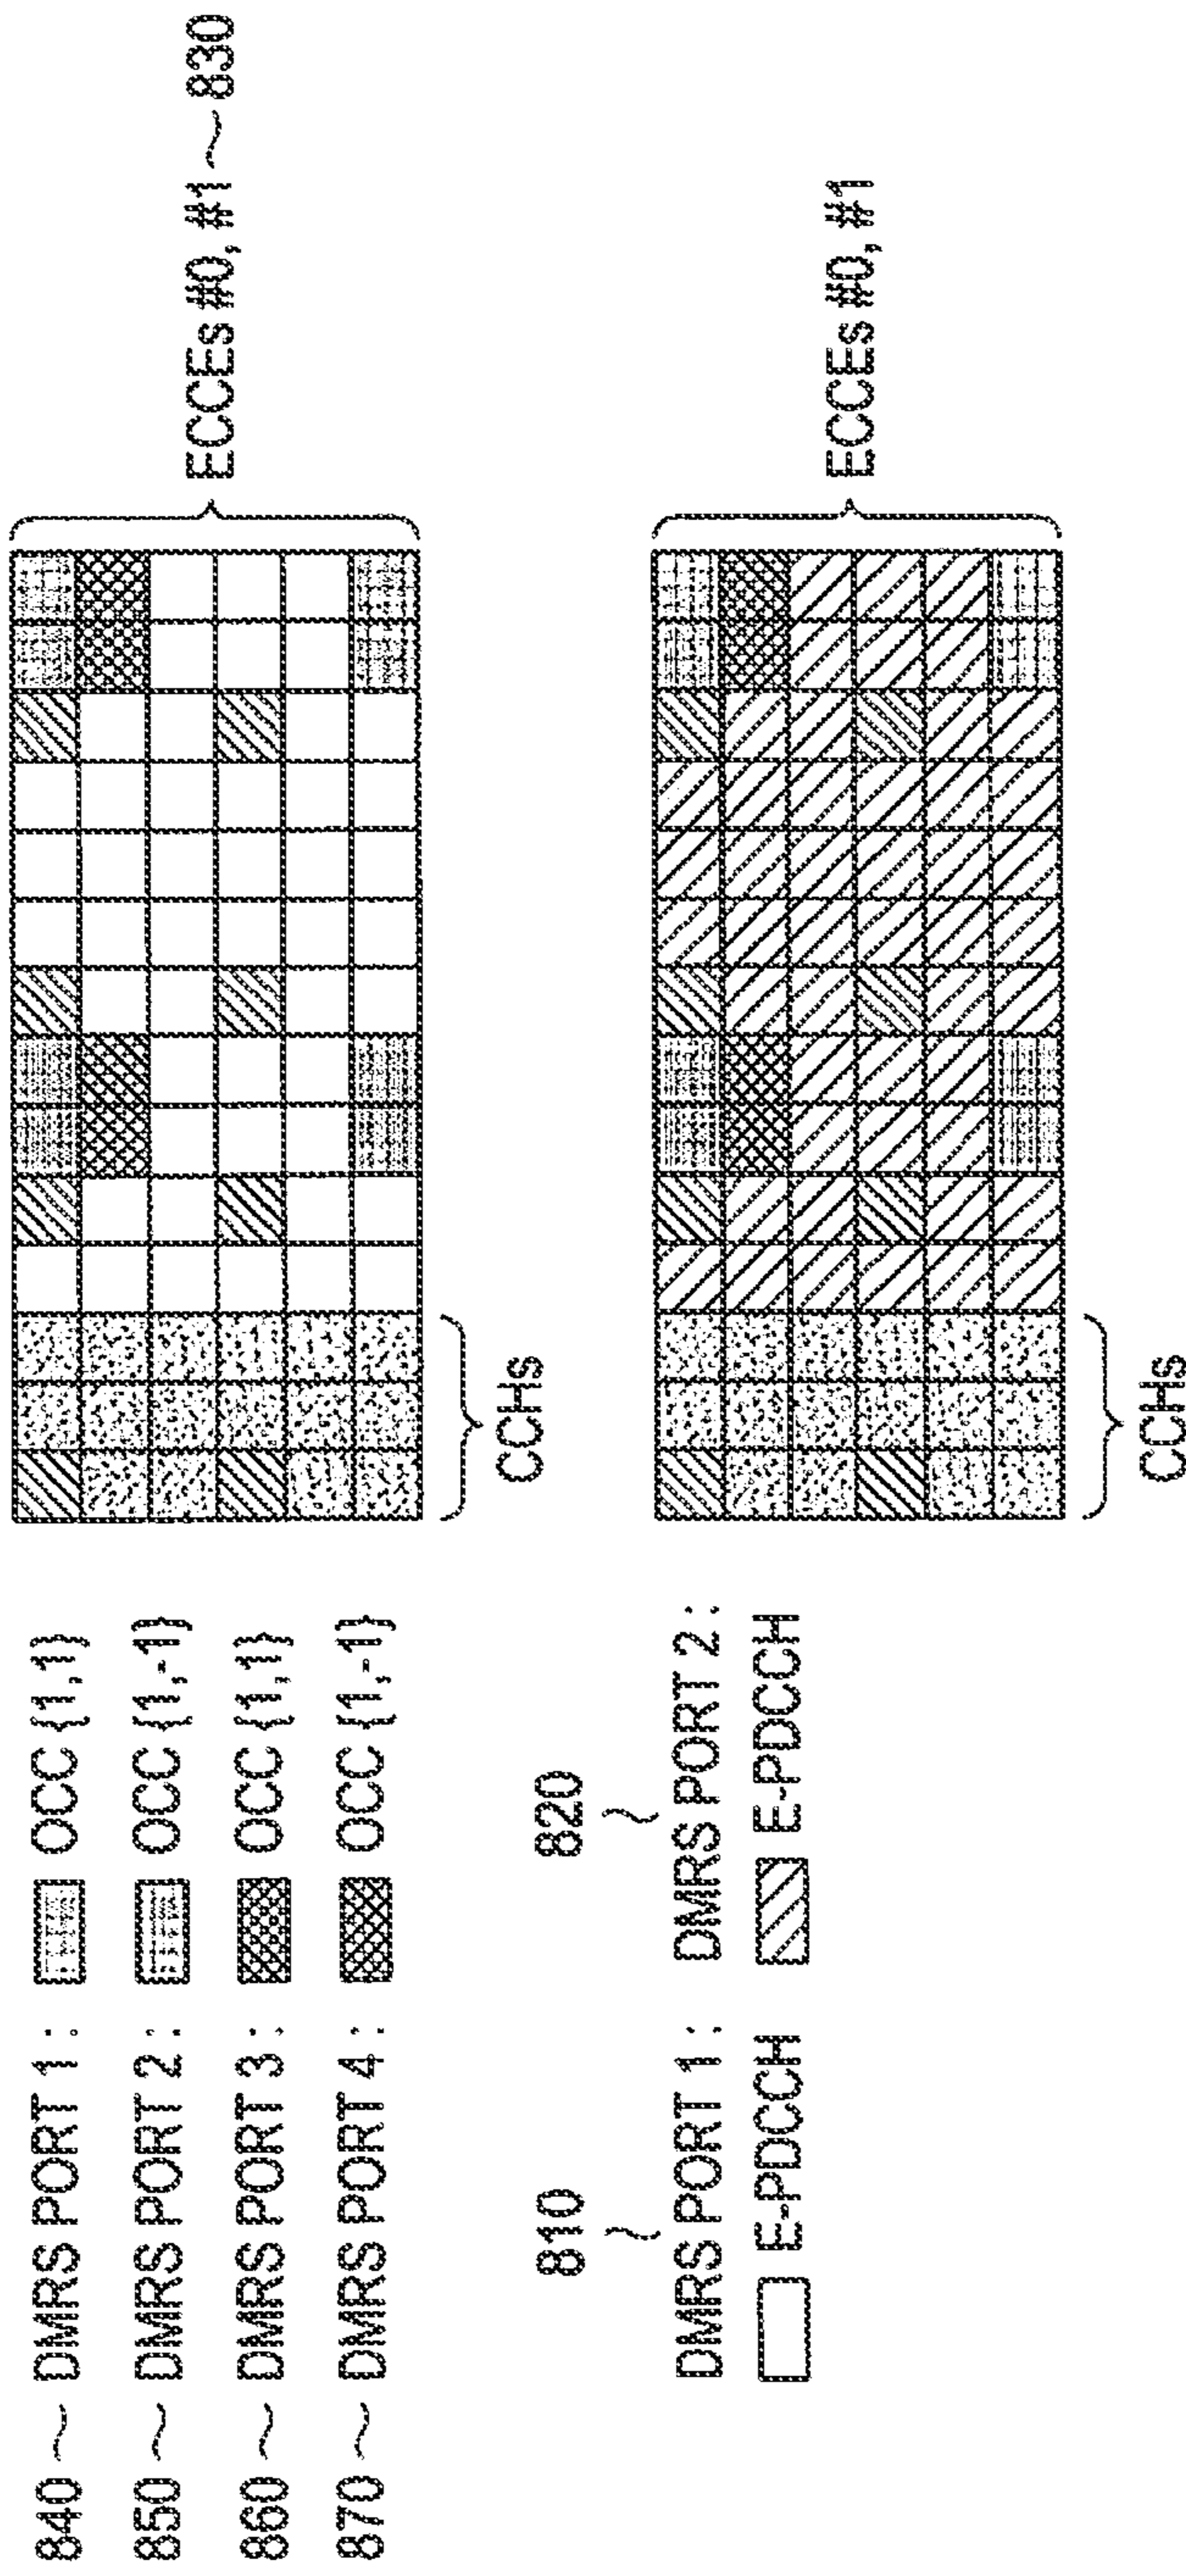 840 ~ DMRS PORT 1 : OCC {1,1}
850 ~ DMRS PORT 2 : OCC {1,-1}
860 ~ DMRS PORT 3 : OCC {1,1}
870 ~ DMRS PORT 4 : OCC {1,-1}
810
820
DMRS PORT 1 :
E-PDCCH
DMRS PORT 2 :
E-PDCCH
ECCEs #0, #1 ~ 830
CCHs
ECCEs #0, #1
CCHs